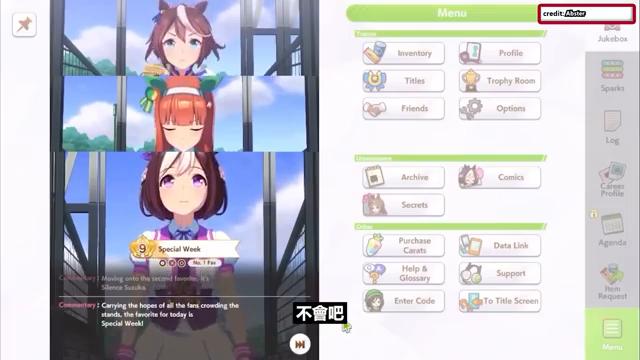 Menu
credit: Abster
Jukebox
Trainer
Inventory
Profile
Titles
Trophy Room
Friends
Options
Sparks
Log
Umamusume
Archive
Comics
Secrets
Career
Profile
Agenda
Other
Purchase
Carats
Data Link
Help &
Glossary
Support
Enter Code
To Title Screen
Item
Request
Menu
9
Special Week
No. 1 Fav
Commentary: Moving onto the second favorite. It's
Silence Suzuka.
Commentary: Carrying the hopes of all the fans crowding the
stands, the favorite for today is
Special Week!
不會吧